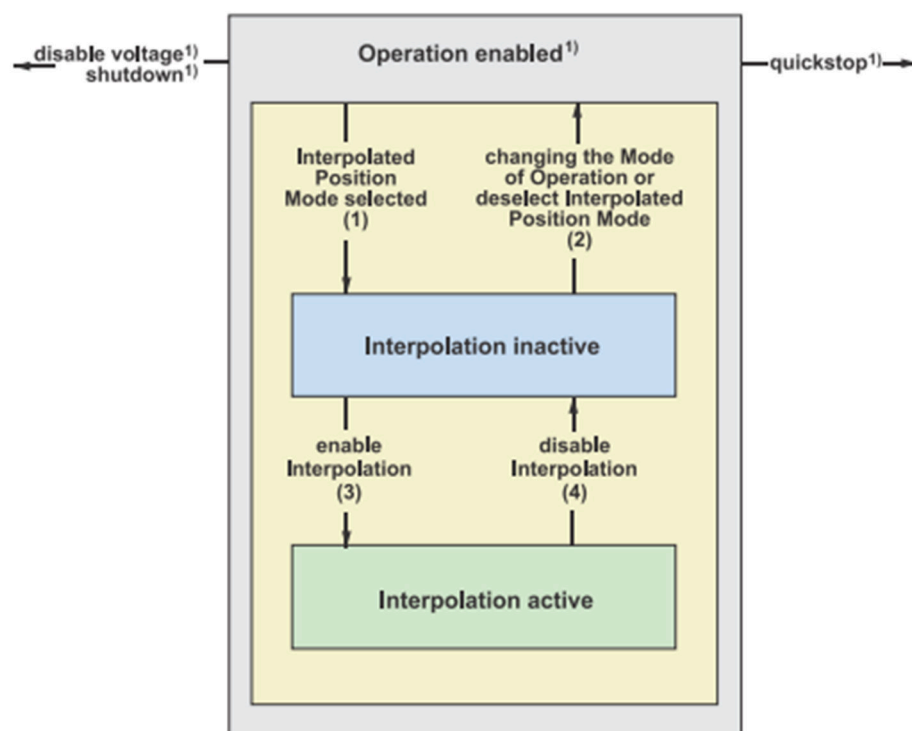 disable voltage1)
shutdown1)
Operation enabled1)
quickstop1)
Interpolated
Position
Mode selected
(1)
changing the Mode
of Operation or
deselect Interpolated
Position Mode
(2)
Interpolation inactive
enable
Interpolation
(3)
disable
Interpolation
(4)
Interpolation active